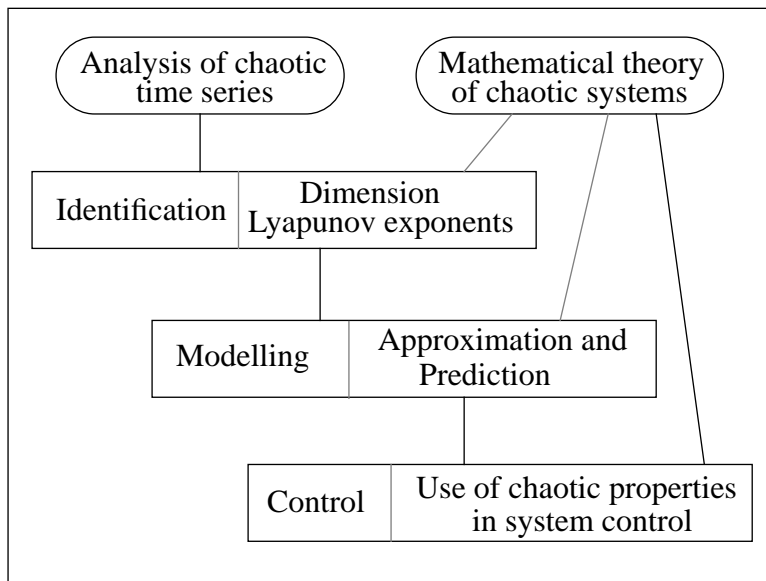 Analysis of chaotic
time series
Mathematical theory
of chaotic systems
Identification
Dimension
Lyapunov exponents
Modelling
Approximation and
Prediction
Control
Use of chaotic properties
in system control